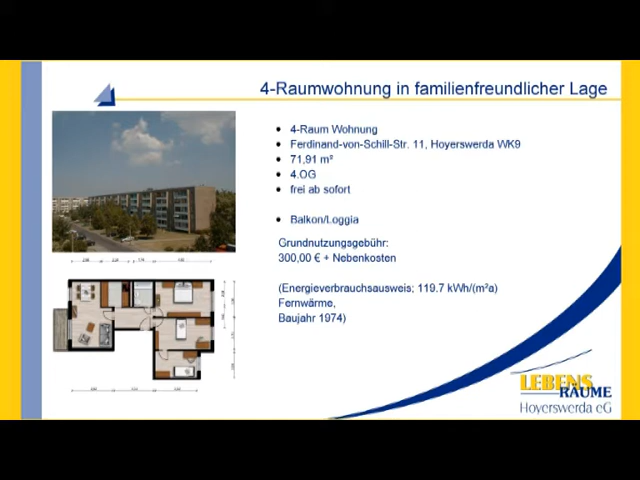 4-Raumwohnung in familienfreundlicher Lage
4-Raum Wohnung
Ferdinand-von-Schill-Str. 11, Hoyerswerda WK9
71,91 m²
4.OG
frei ab sofort
Balkon/Loggia
Grundnutzungsgebühr:
300,00 € + Nebenkosten
(Energieverbrauchsausweis; 119.7 kWh/(m²a)
Fernwärme,
Baujahr 1974)
LEBENS
RÄUME
Hoyerswerda eG